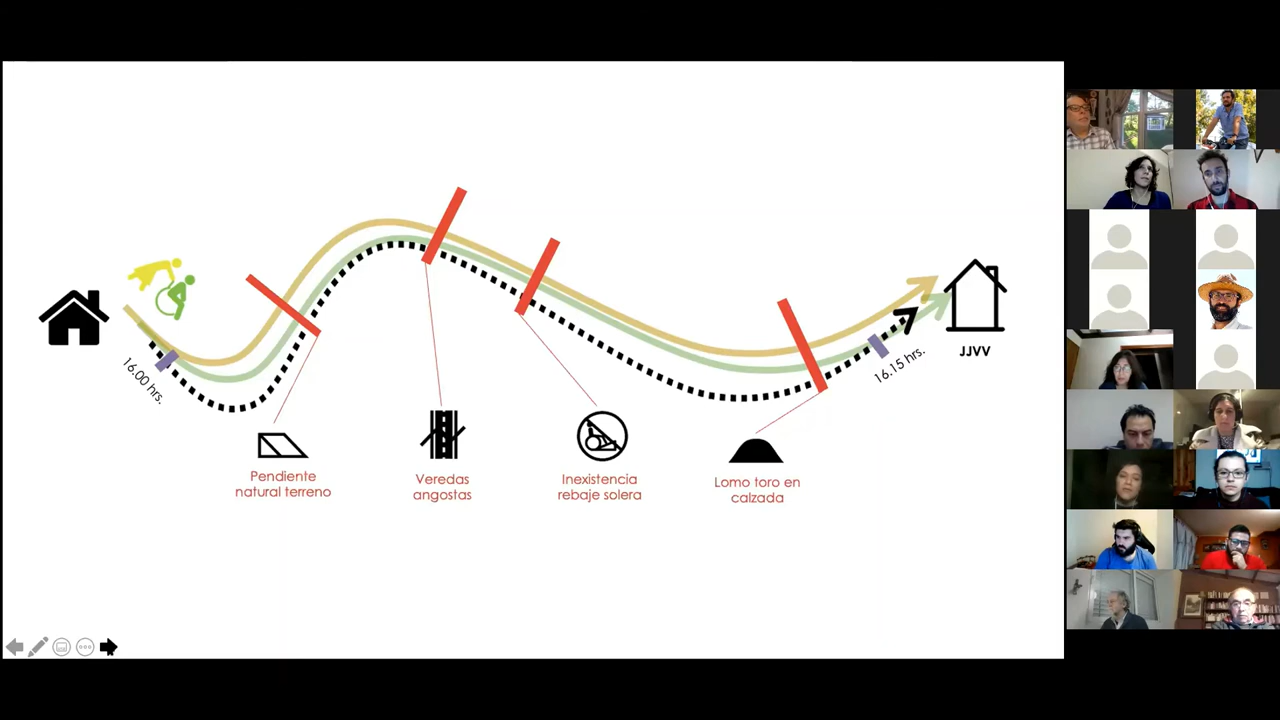 16.00 hrs.
16.15 hrs.
JJVV
Pendiente
natural terreno
Veredas
angostas
Inexistencia
rebaje solera
Lomo toro en
calzada